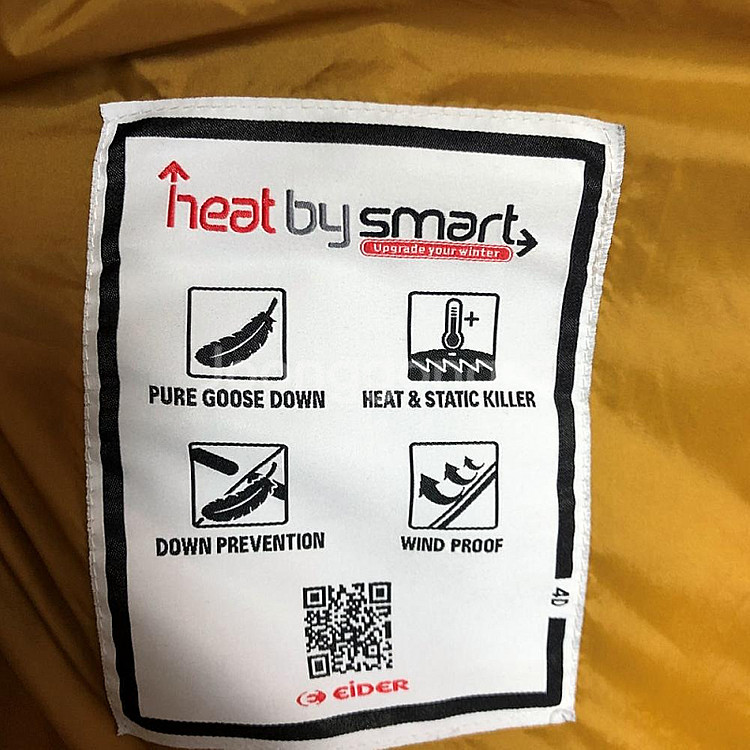 heat by smart
Upgrade your winter
PURE GOOSE DOWN
HEAT & STATIC KILLER
DOWN PREVENTION
WIND PROOF
4D
EiDER